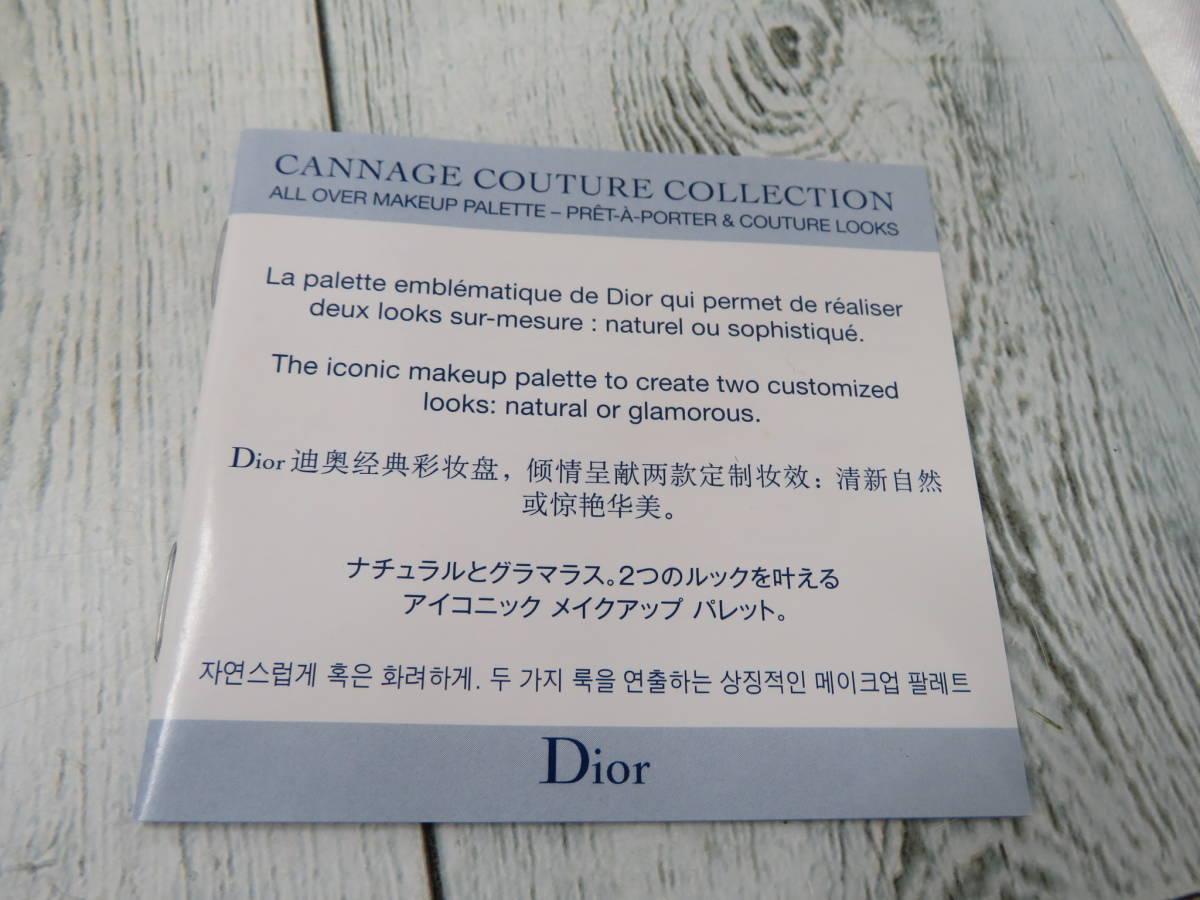 CANNAGE COUTURE COLLECTION
ALL OVER MAKEUP PALETTE – PRÊT-À-PORTER & COUTURE LOOKS
La palette emblématique de Dior qui permet de réaliser
deux looks sur-mesure : naturel ou sophistiqué.
The iconic makeup palette to create two customized
looks: natural or glamorous.
Dior 迪奥经典彩妆盘，倾情呈献两款定制妆效：清新自然
或惊艳华美。
ナチュラルとグラマラス。2つのルックを叶える
アイコニック メイクアップ パレット。
자연스럽게 혹은 화려하게. 두 가지 룩을 연출하는 상징적인 메이크업 팔레트
Dior